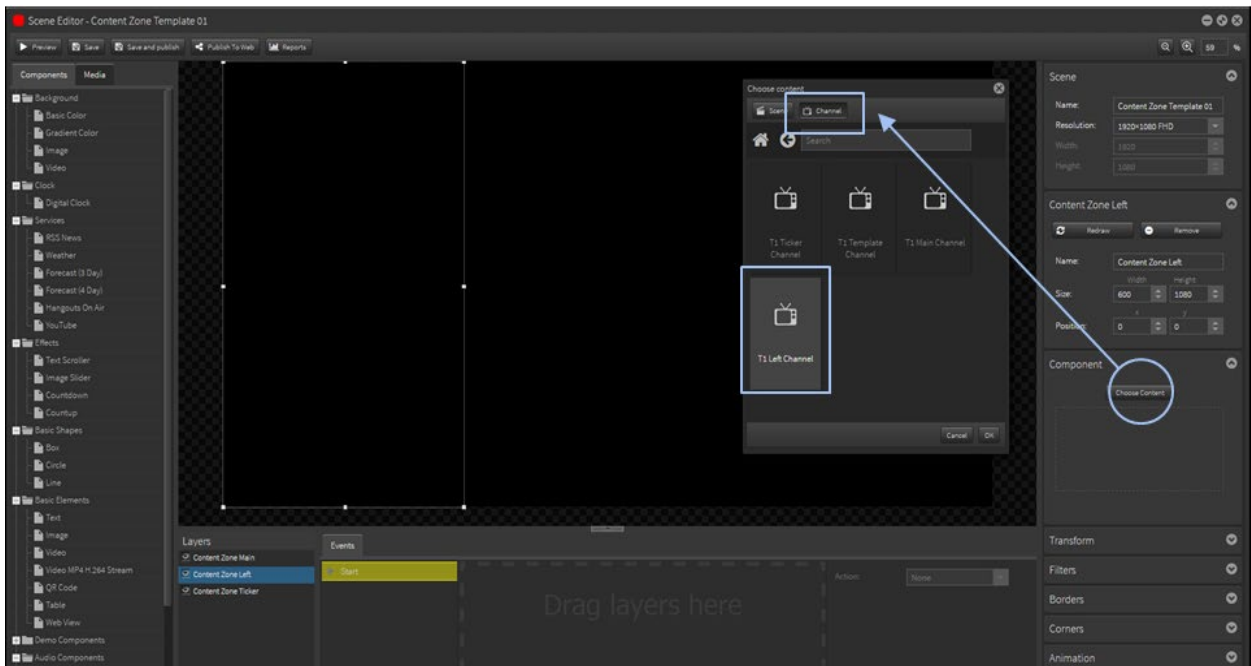 Scene Editor - Content Zone Template 01
Preview Save Save and publish Publish To Web Reports
59 %
Components Media
Background
Basic Color
Gradient Color
Image
Video
Clock
Digital Clock
Services
RSS News
Weather
Forecast (3 Day)
Forecast (4 Day)
Hangouts On Air
YouTube
Effects
Text Scroller
Image Slider
Countdown
Countup
Basic Shapes
Box
Circle
Line
Basic Elements
Text
Image
Video
Video MP4 H.264 Stream
QR Code
Table
Web View
Demo Components
Audio Components
Choose content
Scene Channel
Search
T1 Ticker
Channel
T1 Template
Channel
T1 Main Channel
T1 Left Channel
Cancel OK
Layers
Content Zone Main
Content Zone Left
Content Zone Ticker
Events
Start
Drag layers here
Action: None
Scene
Name: Content Zone Template 01
Resolution: 1920×1080 FHD
Width: 1920
Height: 1080
Content Zone Left
Redraw Remove
Name: Content Zone Left
Width Height
Size: 600 1080
x y
Position: 0 0
Component
Choose Content
Transform
Filters
Borders
Corners
Animation